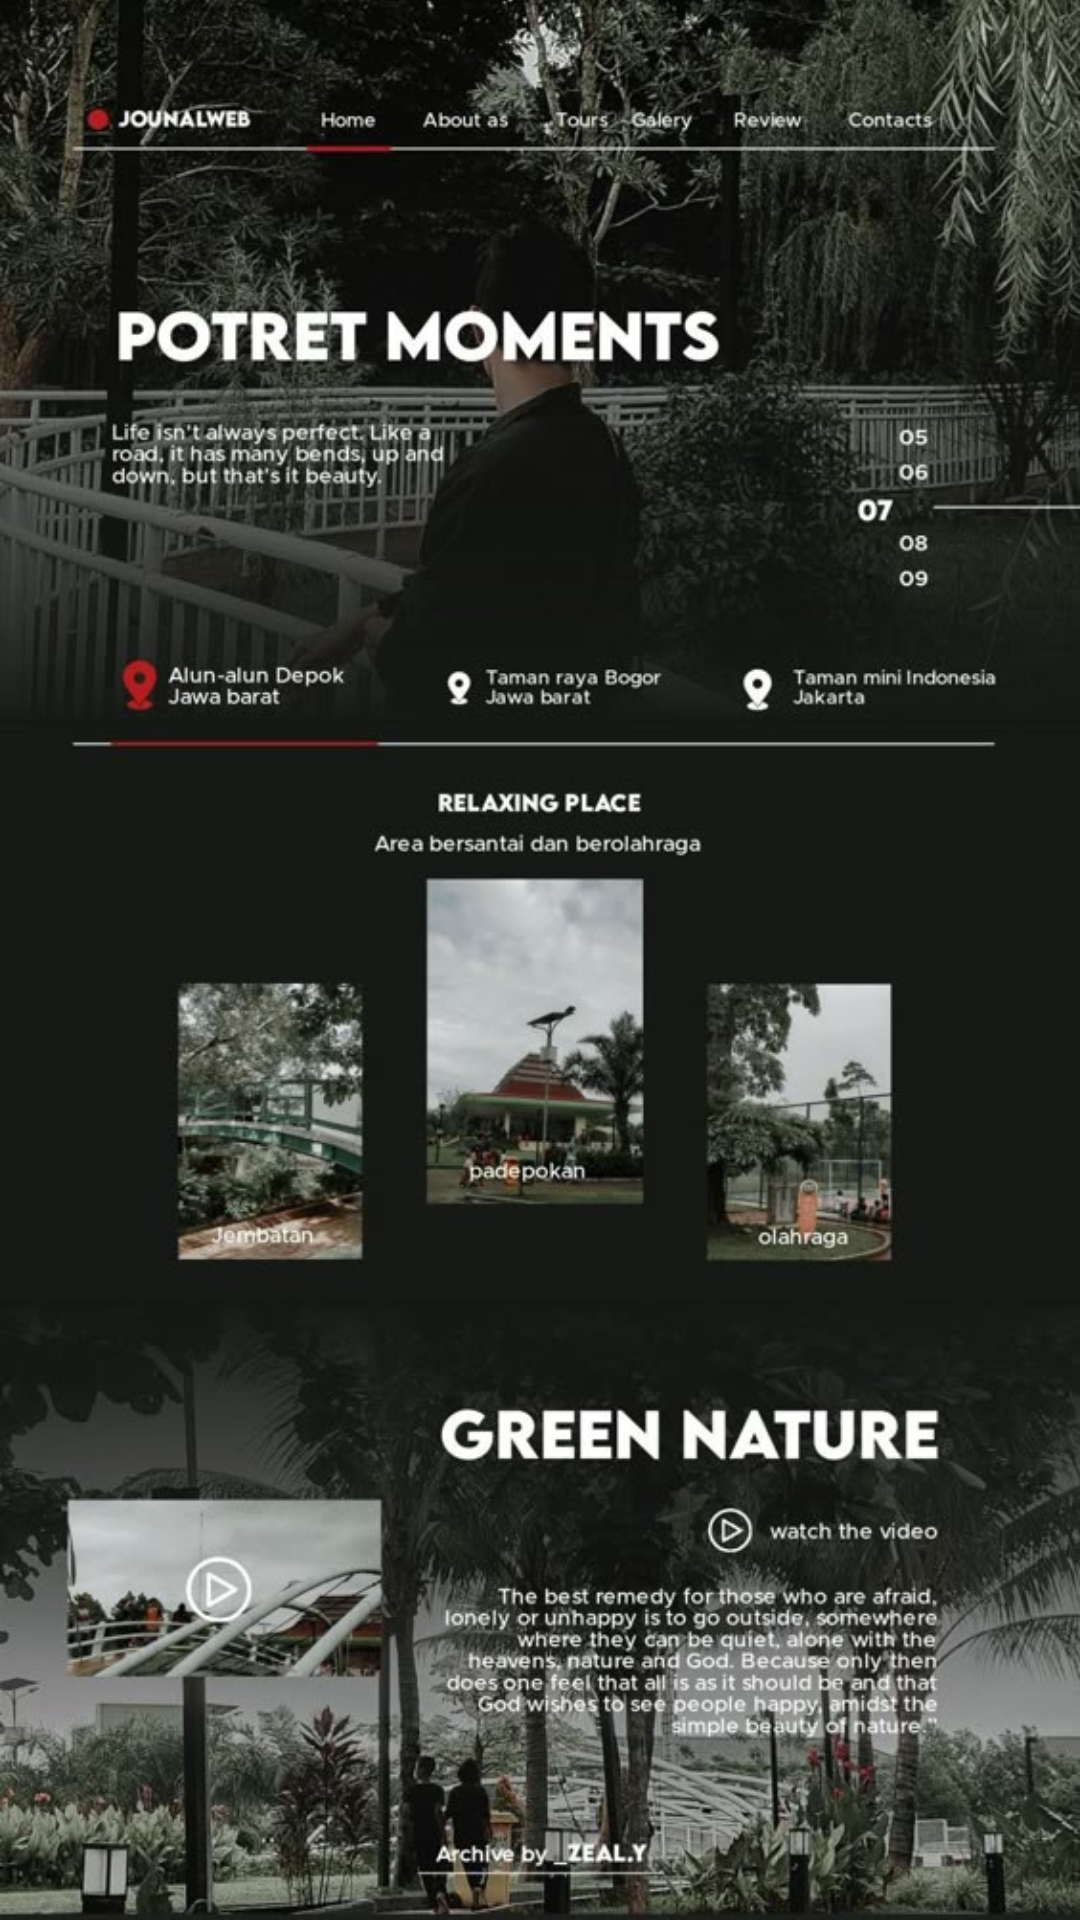 JOUNALWEB Home About as Tours Galery Review Contacts
POTRET MOMENTS
Life isn't always perfect. Like a
road, it has many bends, up and
down, but that's it beauty.
05
06
07
08
09
Alun-alun Depok
Jawa barat
Taman raya Bogor
Jawa barat
Taman mini Indonesia
Jakarta
RELAXING PLACE
Area bersantai dan berolahraga
Jembatan
padepokan
olahraga
GREEN NATURE
watch the video
The best remedy for those who are afraid,
lonely or unhappy is to go outside, somewhere
where they can be quiet, alone with the
heavens, nature and God. Because only then
does one feel that all is as it should be and that
God wishes to see people happy, amidst the
simple beauty of nature."
Archive by _ZEAL.Y